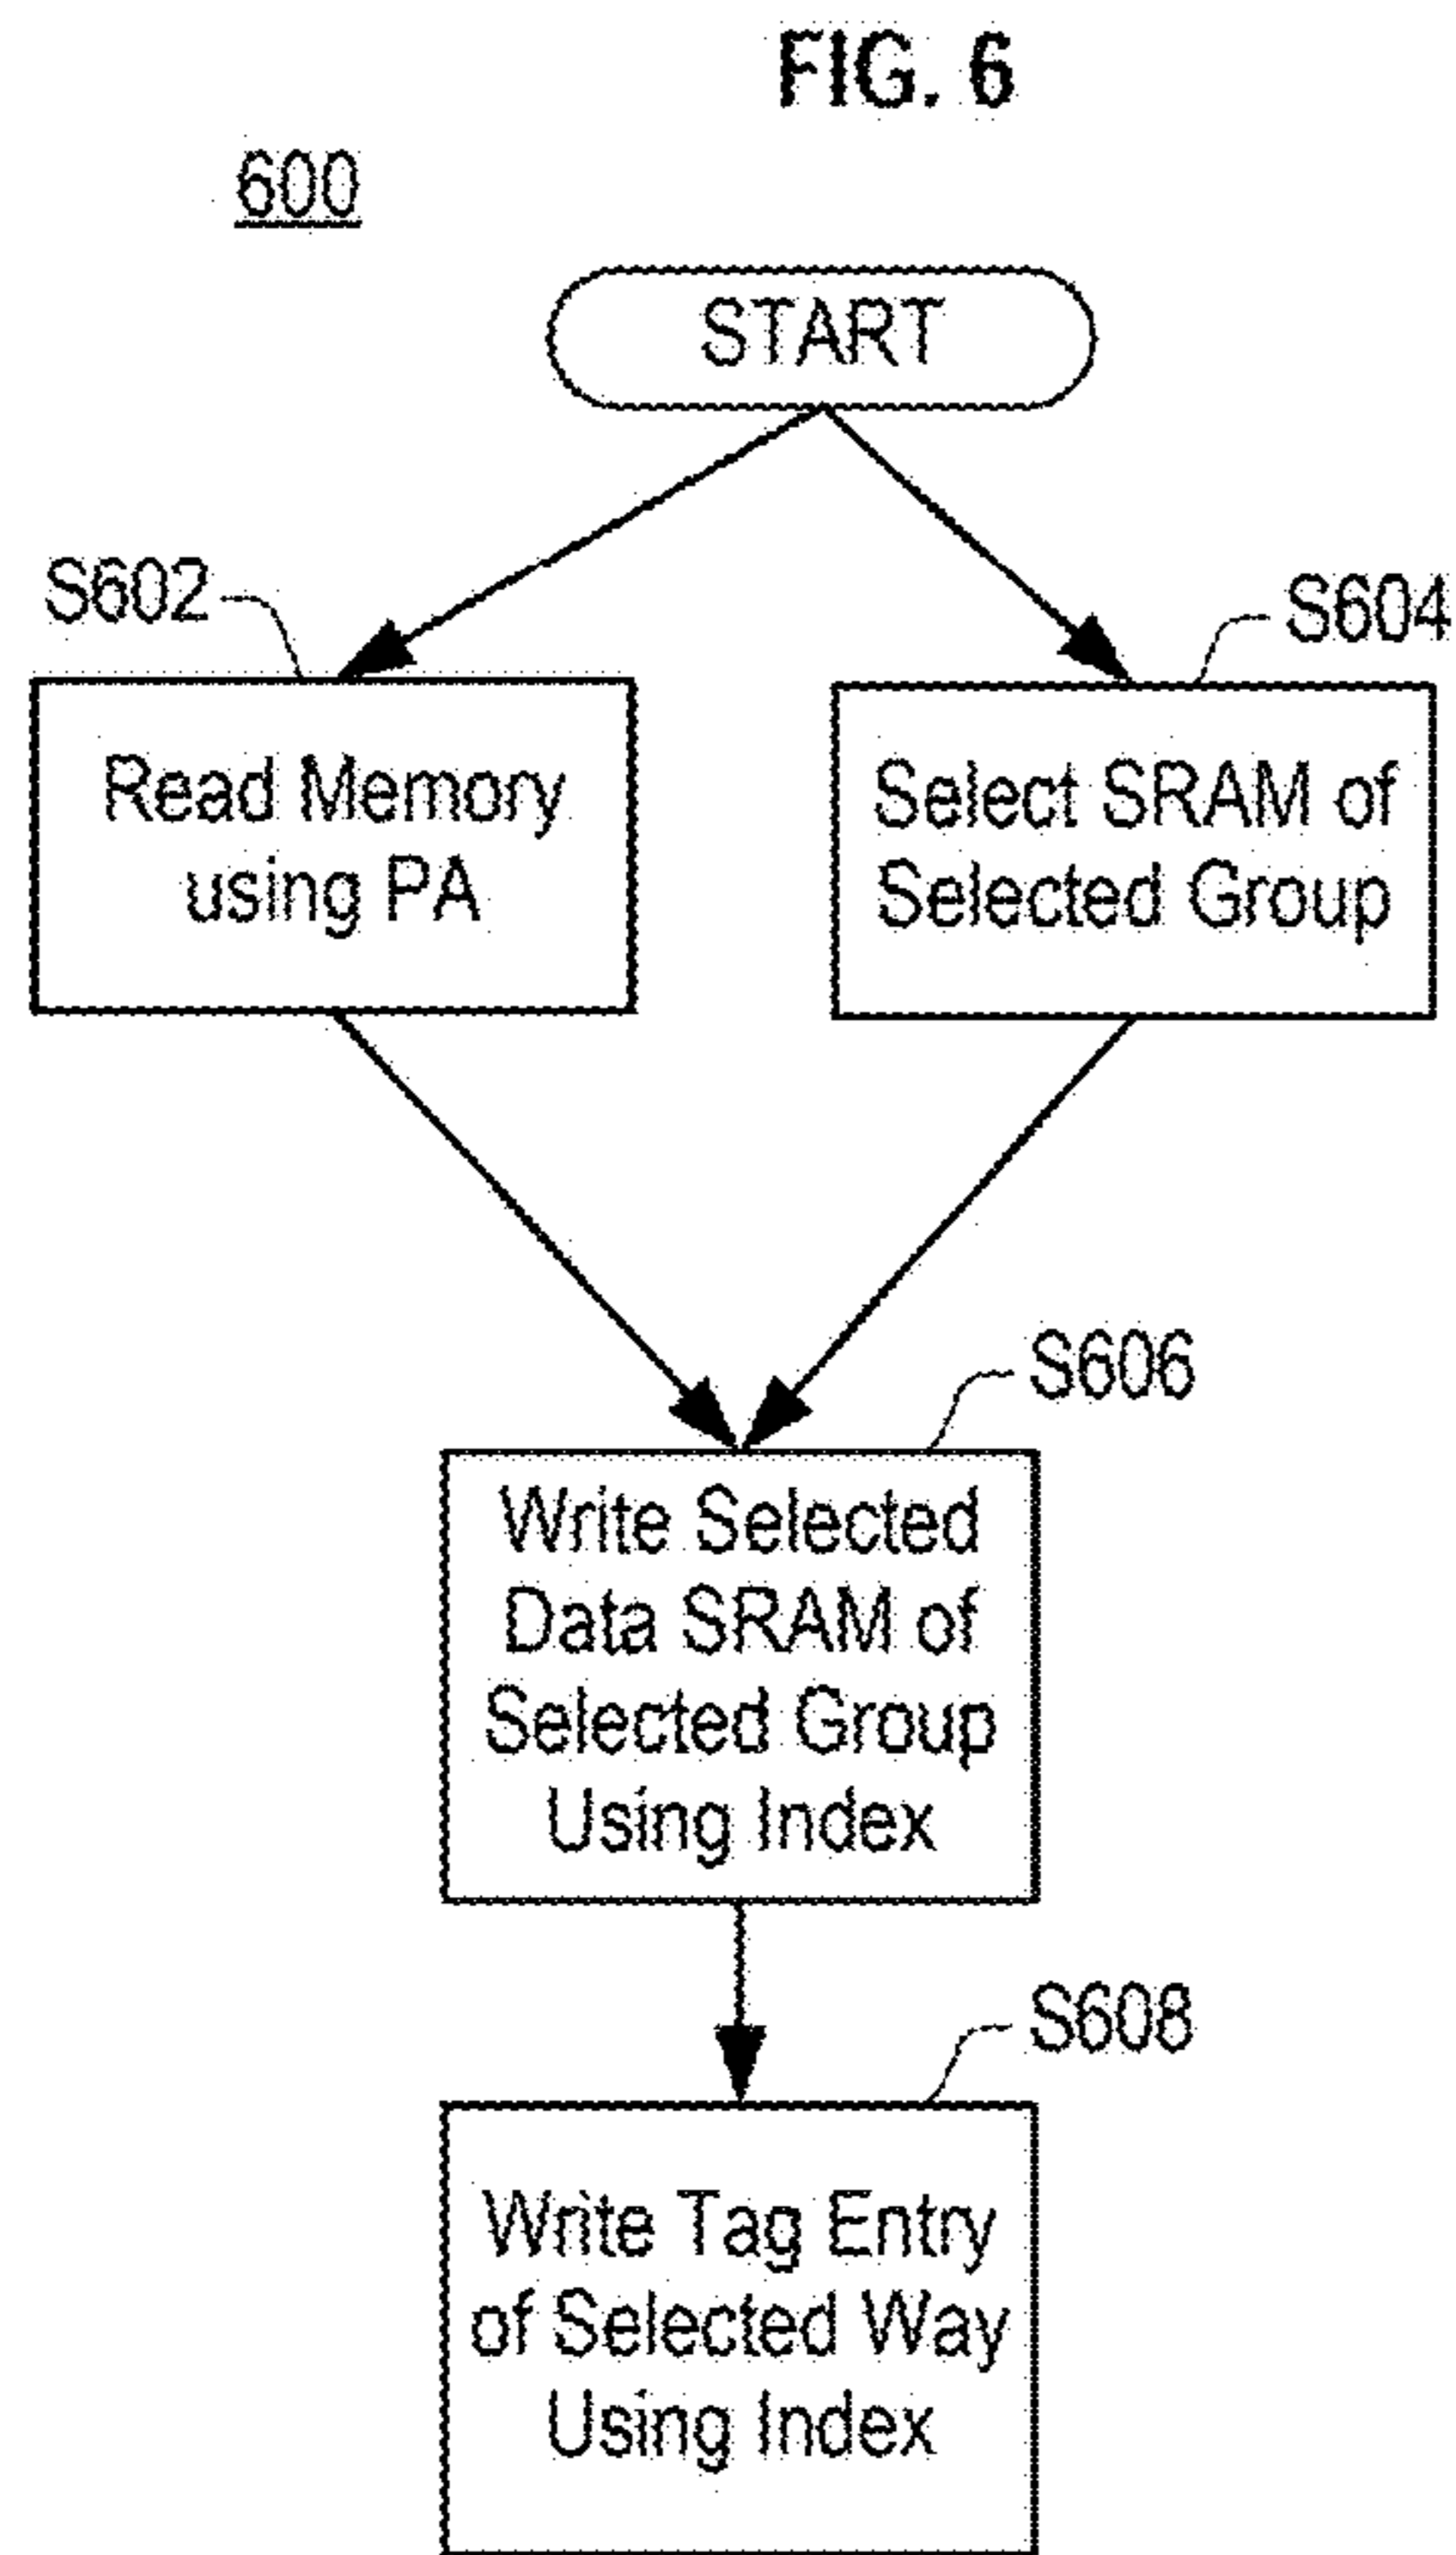 FIG. 6
600
START
S602
S604
Read Memory
using PA
Select SRAM of
Selected Group
S606
Write Selected
Data SRAM of
Selected Group
Using Index
S608
Write Tag Entry
of Selected Way
Using Index